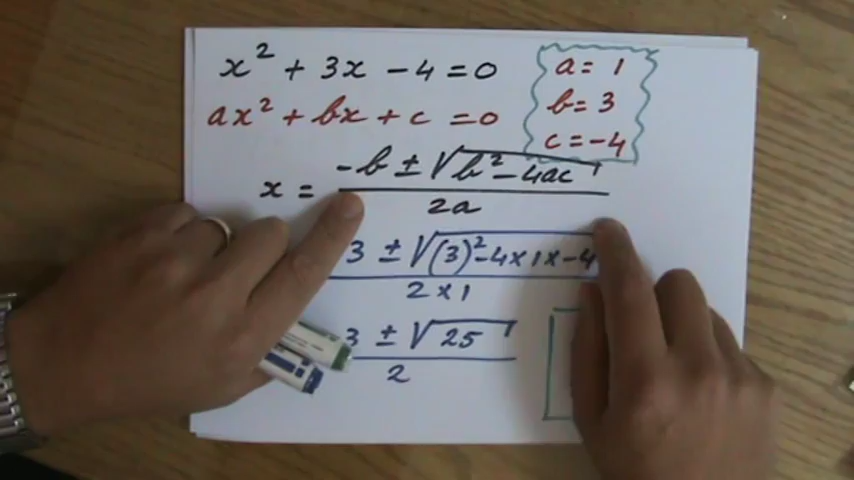 x² + 3x - 4 = 0
ax² + bx + c = 0
a = 1
b = 3
c = -4
x = (-b ± √(b² - 4ac)) / 2a
3 ± √((3)² - 4 x 1 x -4) / 2 x 1
3 ± √25 / 2